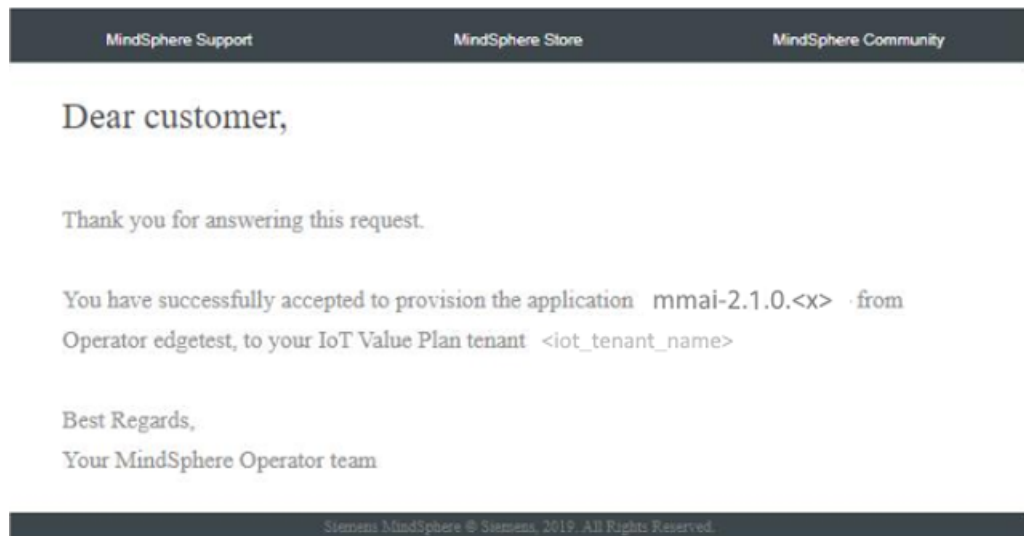 MindSphere Support MindSphere Store MindSphere Community
Dear customer,
Thank you for answering this request.
You have successfully accepted to provision the application mmai-2.1.0.<x> from
Operator edgetest, to your IoT Value Plan tenant <iot_tenant_name>
Best Regards,
Your MindSphere Operator team
Siemens MindSphere © Siemens, 2019. All Rights Reserved.